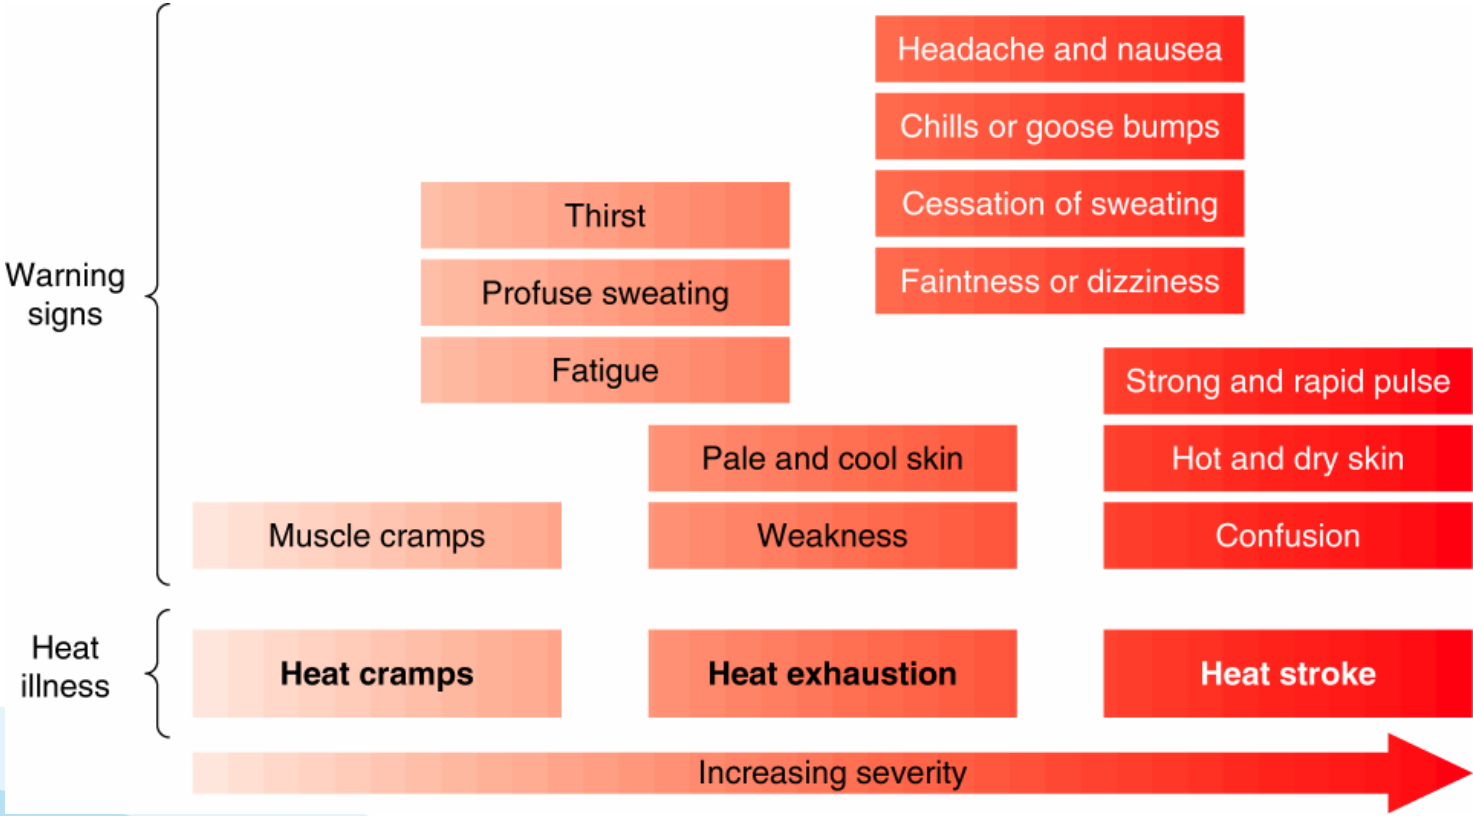 Headache and nausea
Chills or goose bumps
Cessation of sweating
Faintness or dizziness
Thirst
Profuse sweating
Fatigue
Warning
signs
Strong and rapid pulse
Pale and cool skin
Hot and dry skin
Muscle cramps
Weakness
Confusion
Heat
illness
Heat cramps
Heat exhaustion
Heat stroke
Increasing severity